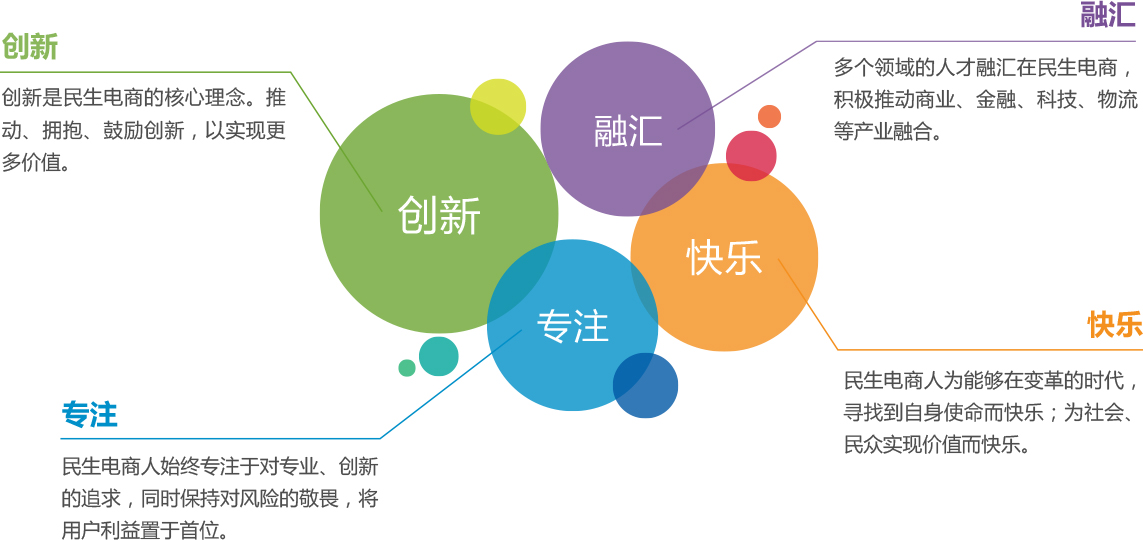 融汇
创新
多个领域的人才融汇在民生电商，
积极推动商业、金融、科技、物流
等产业融合。
创新是民生电商的核心理念。推
动、拥抱、鼓励创新，以实现更
多价值。
融汇
创新
快乐
专注
快乐
民生电商人为能够在变革的时代，
寻找到自身使命而快乐；为社会、
民众实现价值而快乐。
专注
民生电商人始终专注于对专业、创新
的追求，同时保持对风险的敬畏，将
用户利益置于首位。